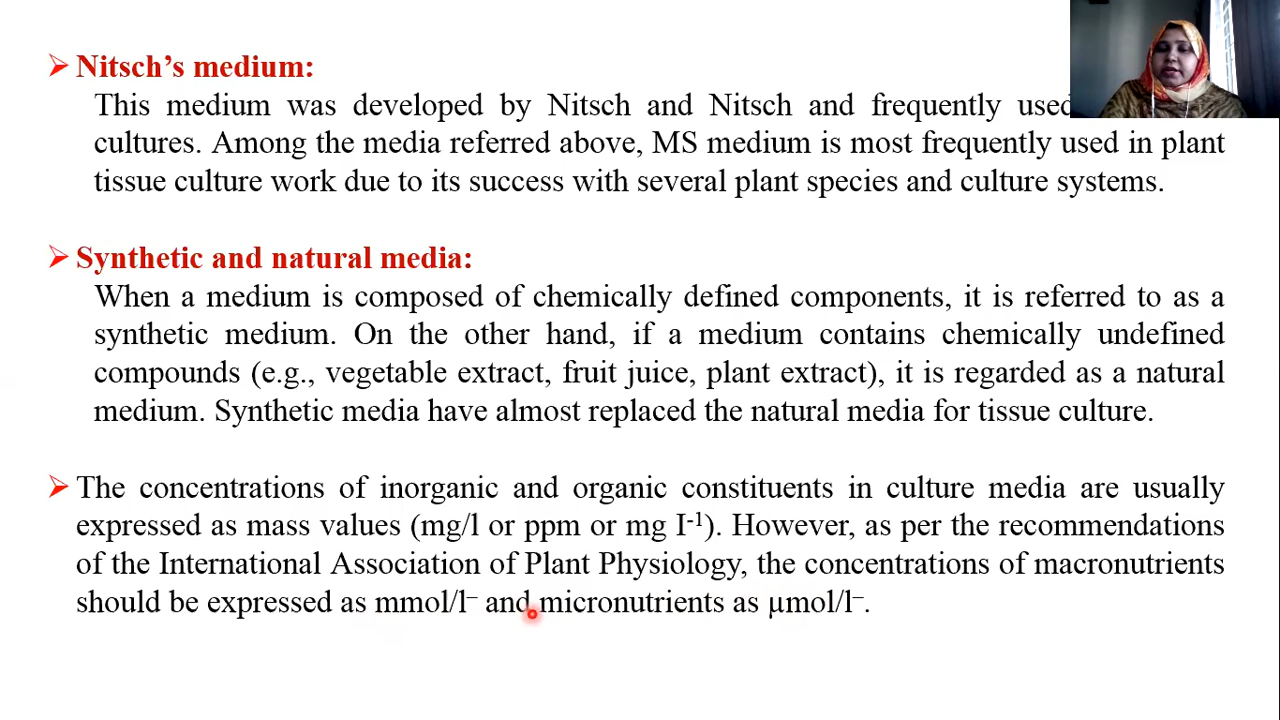 ➢ Nitsch’s medium:
This medium was developed by Nitsch and Nitsch and frequently used
cultures. Among the media referred above, MS medium is most frequently used in plant
tissue culture work due to its success with several plant species and culture systems.
➢ Synthetic and natural media:
When a medium is composed of chemically defined components, it is referred to as a
synthetic medium. On the other hand, if a medium contains chemically undefined
compounds (e.g., vegetable extract, fruit juice, plant extract), it is regarded as a natural
medium. Synthetic media have almost replaced the natural media for tissue culture.
➢ The concentrations of inorganic and organic constituents in culture media are usually
expressed as mass values (mg/l or ppm or mg I⁻¹). However, as per the recommendations
of the International Association of Plant Physiology, the concentrations of macronutrients
should be expressed as mmol/l⁻ and micronutrients as μmol/l⁻.